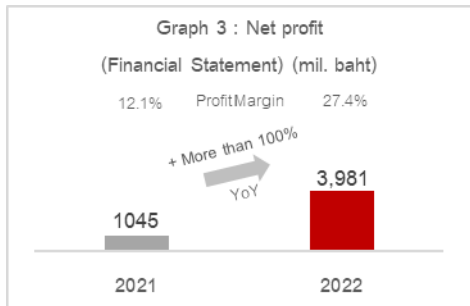 Graph 3 : Net profit
(Financial Statement) (mil. baht)
12.1% ProfitMargin 27.4%
+ More than 100%
YoY
3,981
1045
2021 2022